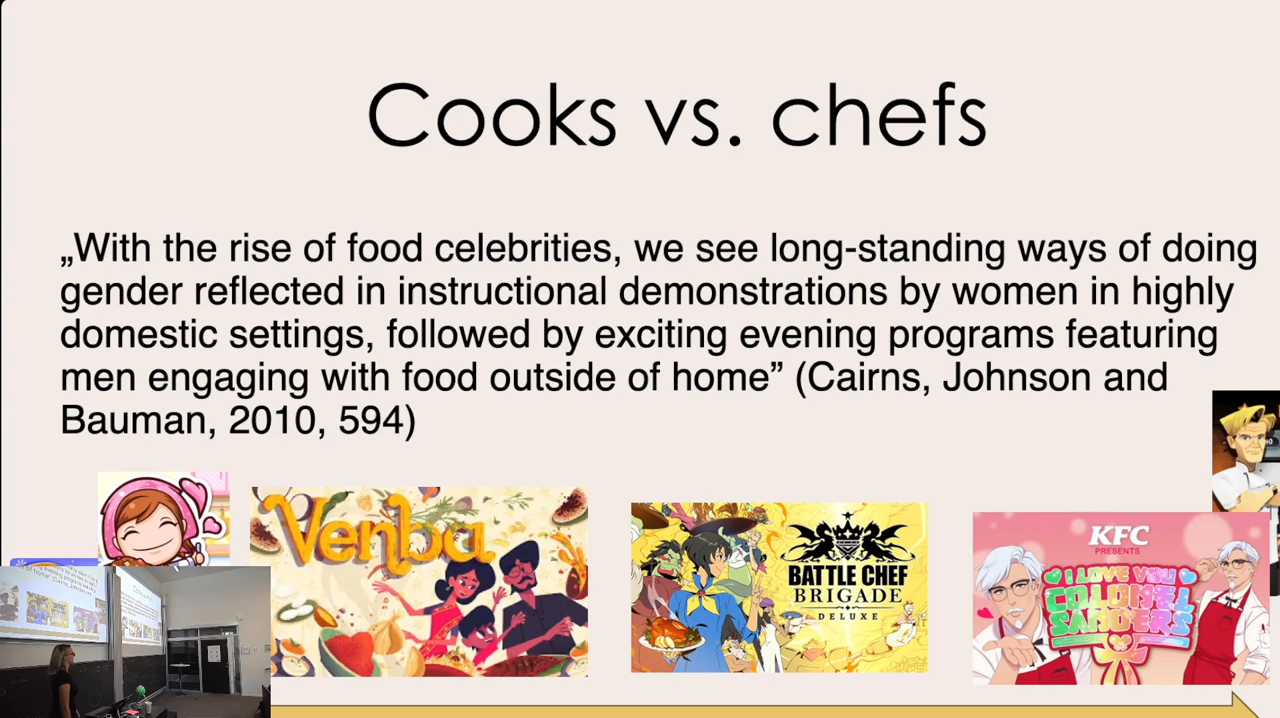 Cooks vs. chefs
„With the rise of food celebrities, we see long-standing ways of doing
gender reflected in instructional demonstrations by women in highly
domestic settings, followed by exciting evening programs featuring
men engaging with food outside of home” (Cairns, Johnson and
Bauman, 2010, 594)
Venba
BATTLE CHEF
BRIGADE
DELUXE
KFC
PRESENTS
I LOVE YOU
COLONEL
SANDERS